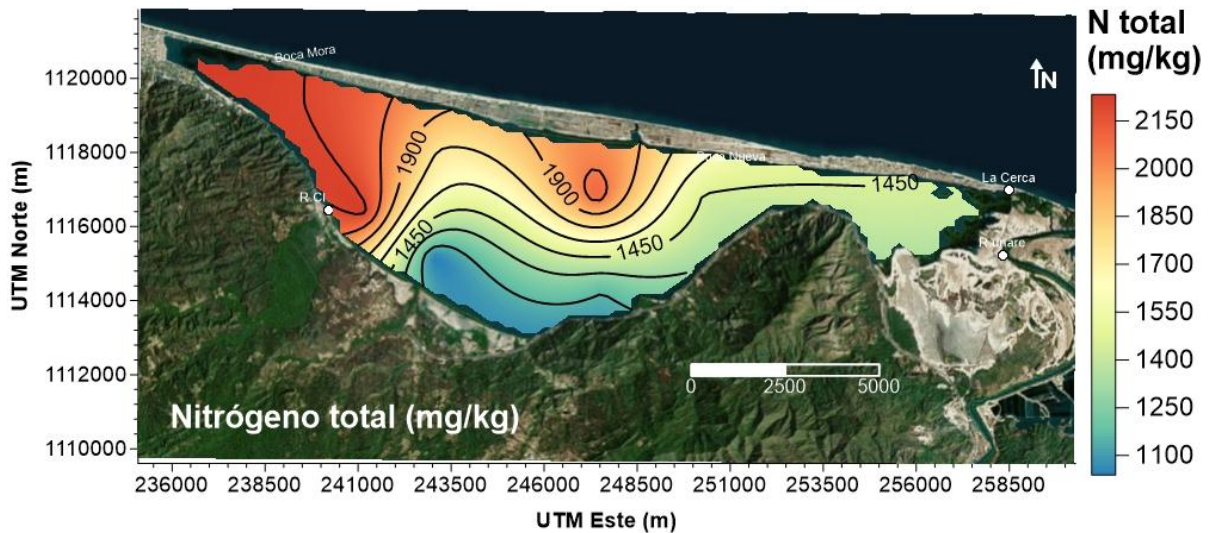 N total
(mg/kg)
2150
2000
1850
1700
1550
1400
1250
1100
UTM Norte (m)
1120000
1118000
1116000
1114000
1112000
1110000
Boca Mora
N
1900
1900
Boca Nueva
La Cerca
1450
R.CI
1450
1450
R.unare
0 2500 5000
Nitrógeno total (mg/kg)
236000 238500 241000 243500 246000 248500 251000 253500 256000 258500
UTM Este (m)